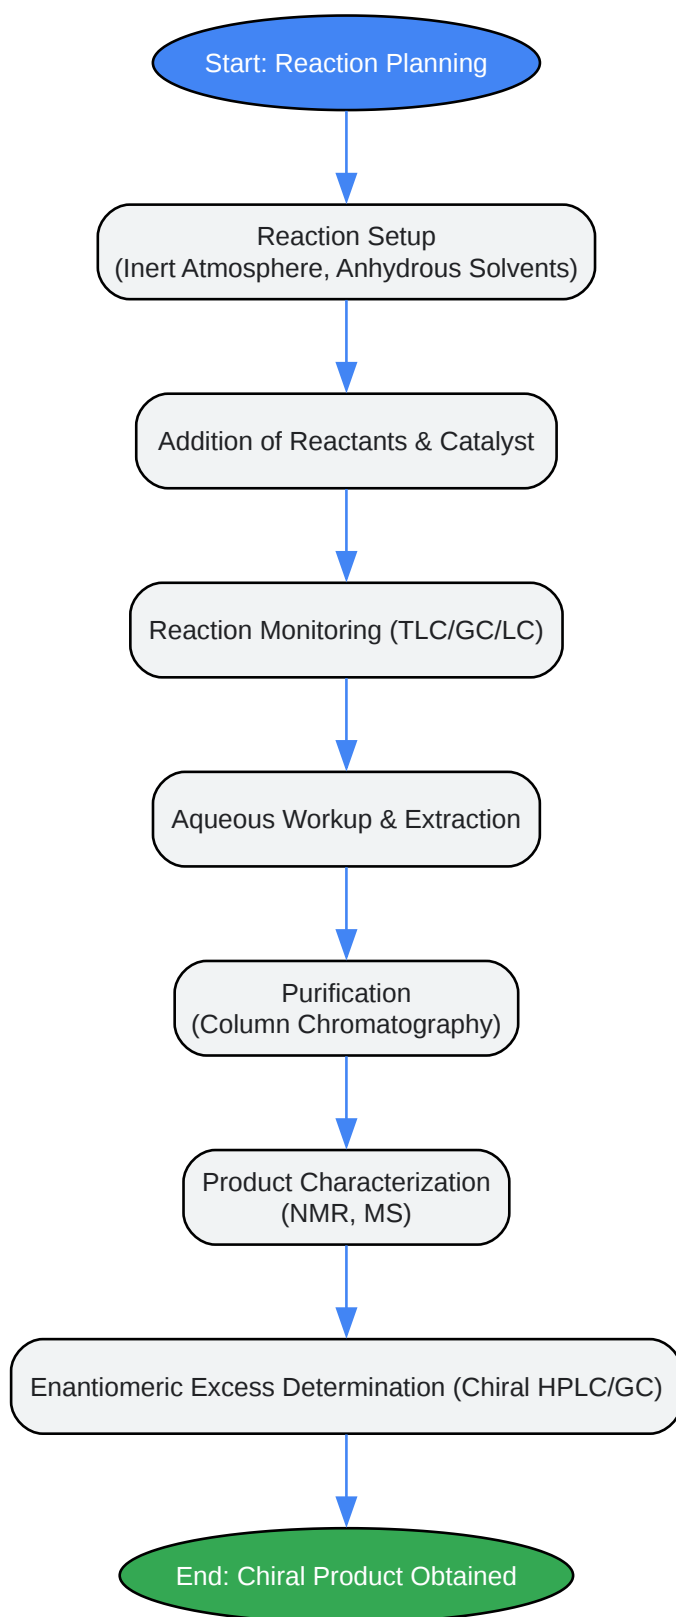 Start: Reaction Planning
Reaction Setup
(Inert Atmosphere, Anhydrous Solvents)
Addition of Reactants & Catalyst
Reaction Monitoring (TLC/GC/LC)
Aqueous Workup & Extraction
Purification
(Column Chromatography)
Product Characterization
(NMR, MS)
Enantiomeric Excess Determination (Chiral HPLC/GC)
End: Chiral Product Obtained